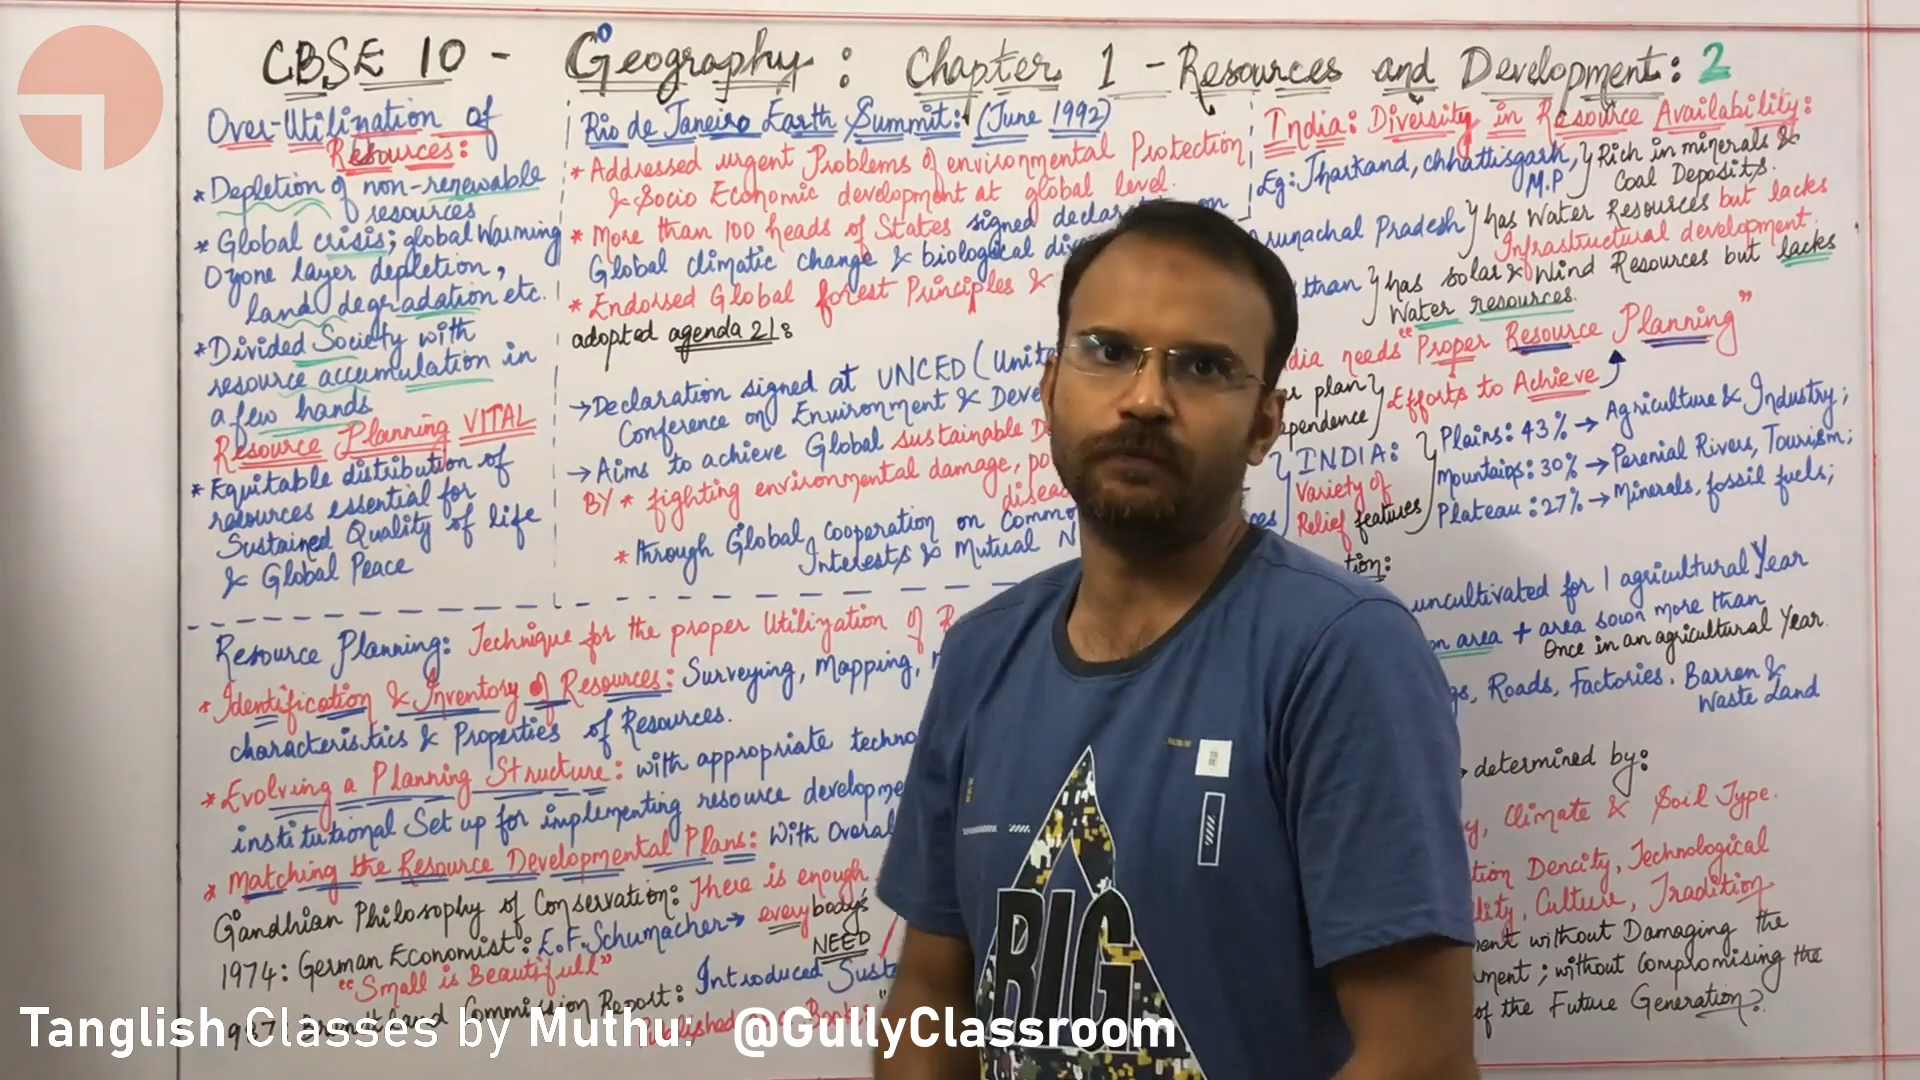 CBSE 10 - Geography : Chapter 1 - Resources and Development: 2
Over-Utilization of
Resources:
* Depletion of non-renewable
resources
* Global crisis; global Warming
Ozone layer depletion,
land degradation etc.
* Divided Society with
resource accumulation in
a few hands
Resource Planning VITAL
* Equitable distribution of
resources essential for
Sustained Quality of life
& Global Peace
Rio de Janeiro Earth Summit: (June 1992)
* Addressed urgent Problems of environmental Protection
& Socio Economic development at global level.
* More than 100 heads of States signed on
Global climatic change & biological
* Endorsed Global forest Principles &
adopted agenda 21:
→ Declaration signed at UNCED (
Conference on Environment &
→ Aims to achieve Global sustainable
BY * fighting environmental damage,
* through Global cooperation on
Interests & Mutual
India: Diversity in Resource Availability:
Eg: Jharkand, chhattisgarh,
M.P
Rich in minerals &
Coal Deposits.
Pradesh has Water Resources but lacks
Infrastructural development.
has solar & Wind Resources but lacks
Water resources.
needs "Proper Resource Planning"
plan
Efforts to Achieve
INDIA:
Variety of
Relief features
Plains: 43% → Agriculture & Industry;
Mountains: 30% → Perenial Rivers, Tourism;
Plateau: 27% → Minerals, fossil fuels;
uncultivated for 1 agricultural Year
area + area sown more than
Once in an agricultural Year.
Roads, Factories. Barren &
Waste Land
determined by:
Climate & Soil Type.
Dencity, Technological
Culture, Tradition
without Damaging the
; without compromising the
of the Future Generation.
Resource Planning: Technique for the proper Utilization of
* Identification & Inventory of Resources: Surveying, Mapping,
characteristics & Properties of Resources.
* Evolving a Planning Structure: with appropriate
institutional Set up for implementing resource
* Matching the Resource Developmental Plans: With
Gandhian Philosophy of Conservation: There is enough
everybody's
NEED
1974: German Economist: E.F. Schumacher →
"Small is Beautifull"
Commission Report: Introduced
Tanglish Classes by Muthu: @GullyClassroom
BIG